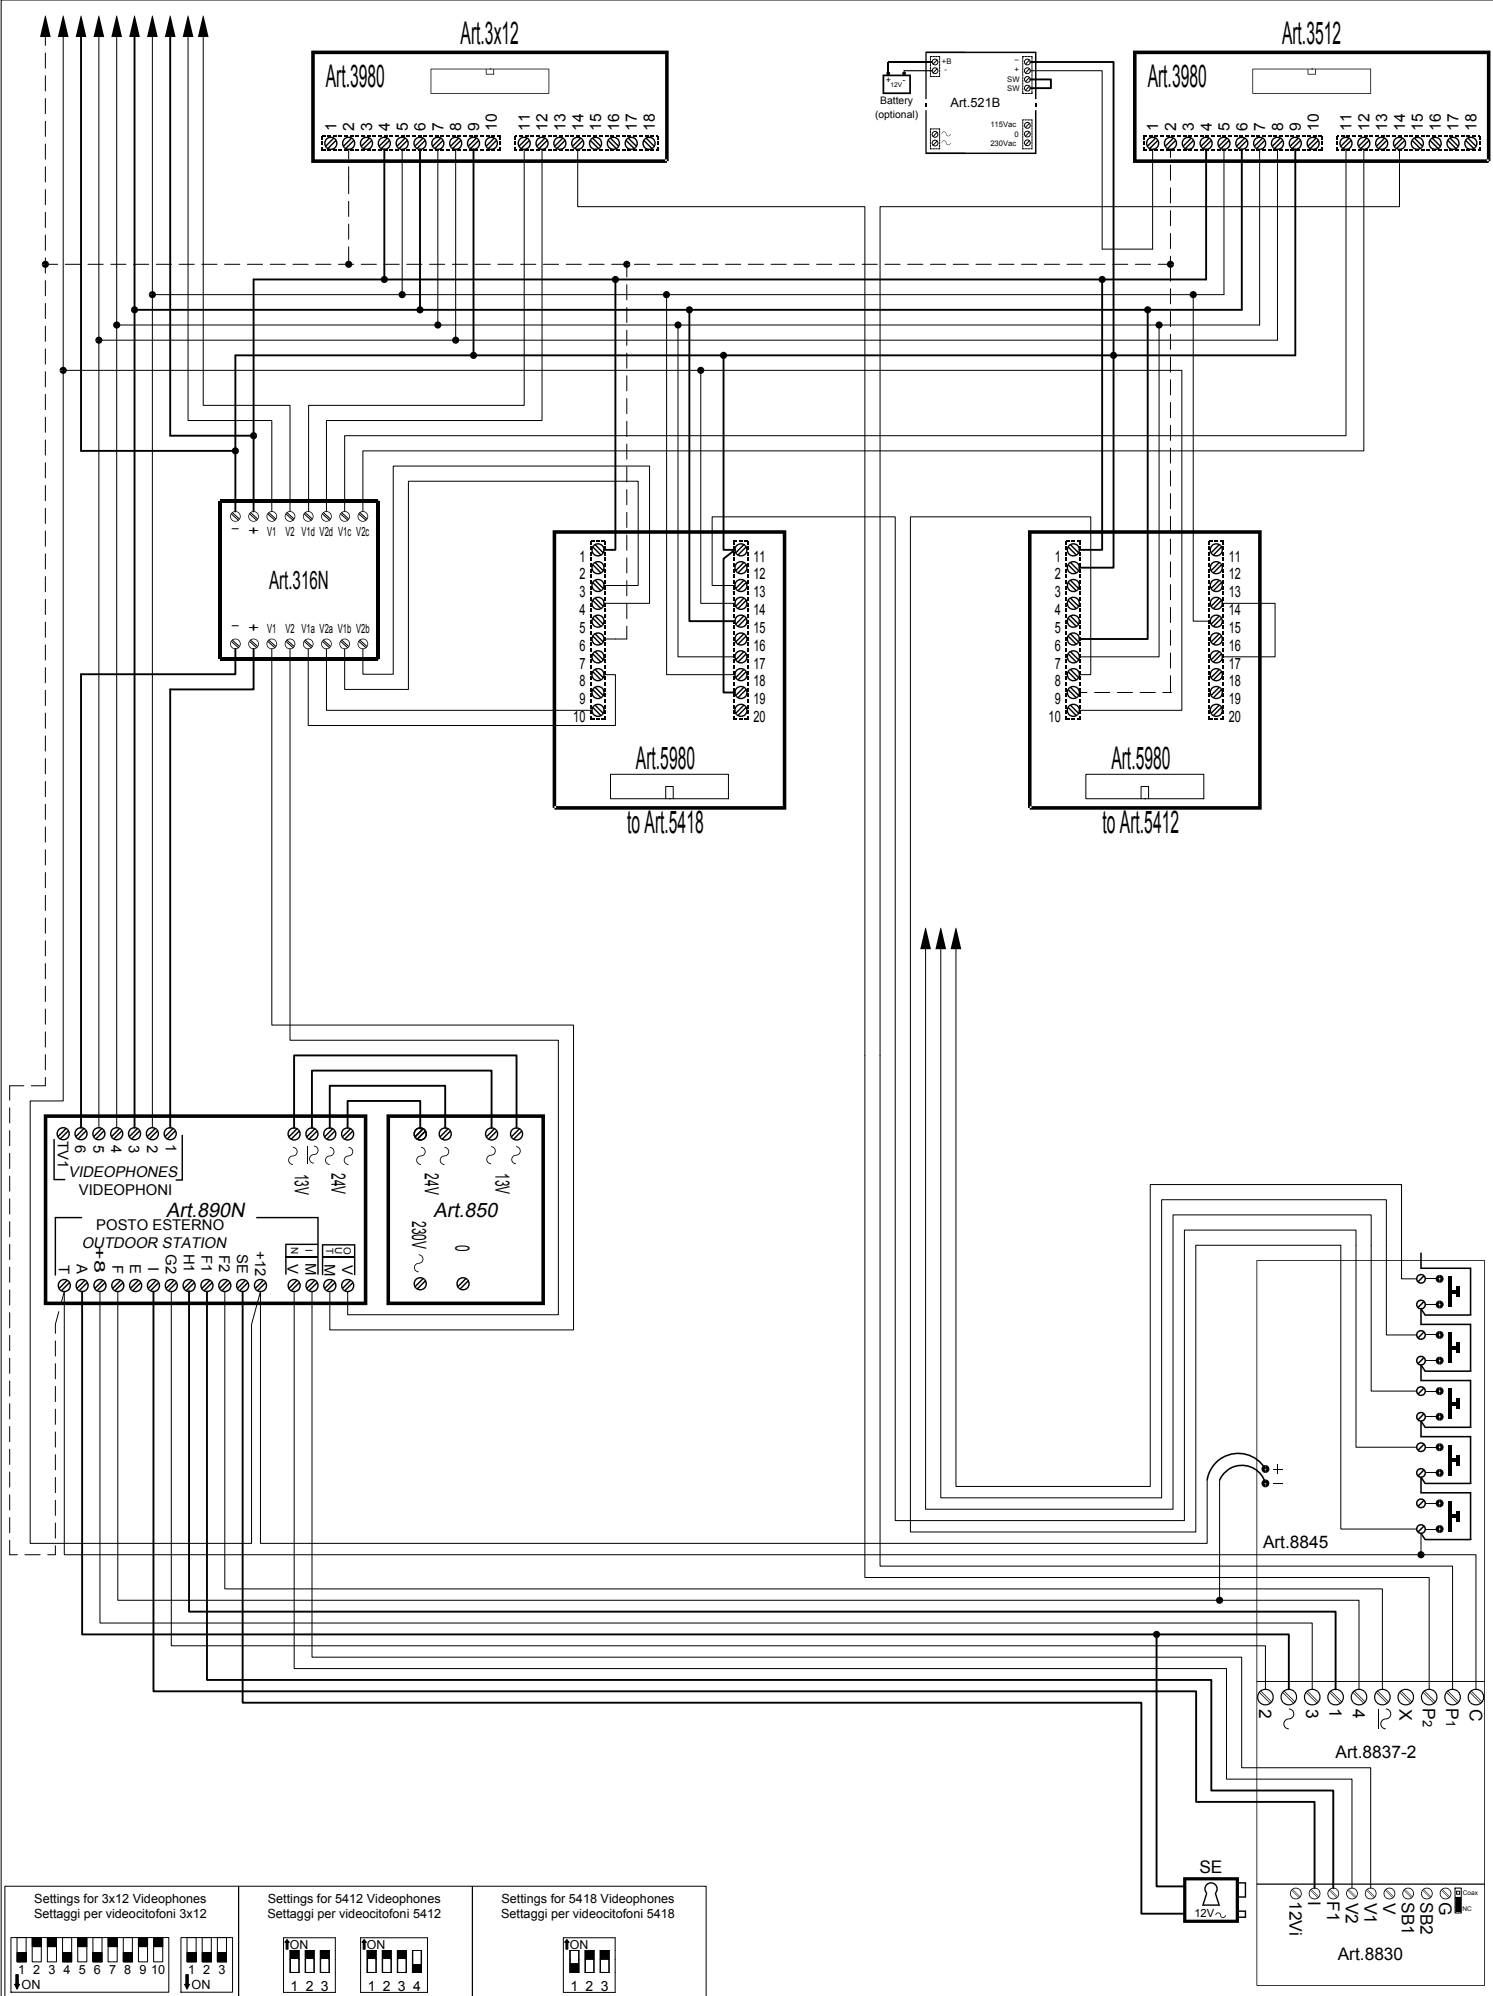 Art.3x12
Art.3980
1 2 3 4 5 6 7 8 9 10 11 12 13 14 15 16 17 18
+B
-
+ 12V -
Battery
(optional)
Art.521B
-
+
SW
SW
115Vac
0
230Vac
Art.3512
Art.3980
1 2 3 4 5 6 7 8 9 10 11 12 13 14 15 16 17 18
- + V1 V2 V1d V2d V1c V2c
Art.316N
- + V1 V2 V1a V2a V1b V2b
1
2
3
4
5
6
7
8
9
10
11
12
13
14
15
16
17
18
19
20
Art.5980
to Art.5418
1
2
3
4
5
6
7
8
9
10
11
12
13
14
15
16
17
18
19
20
Art.5980
to Art.5412
TV1 6 5 4 3 2 1
VIDEOPHONES
VIDEOPHONI
13V 24V
Art.890N
POSTO ESTERNO
OUTDOOR STATION
IN OUT
T A +8 F E I G2 H1 F1 F2 SE +12 V M M V
24V 13V
Art.850
230V 0
+
-
Art.8845
2 ~ 3 1 4 ~ X P2 P1 C
Art.8837-2
SE
12V~
12Vi I F1 V2 V1 V SB1 SB2 G
Coax
NC
Art.8830
Settings for 3x12 Videophones
Settaggi per videocitofoni 3x12
1 2 3 4 5 6 7 8 9 10
ON
1 2 3
ON
Settings for 5412 Videophones
Settaggi per videocitofoni 5412
ON
1 2 3
ON
1 2 3 4
Settings for 5418 Videophones
Settaggi per videocitofoni 5418
ON
1 2 3